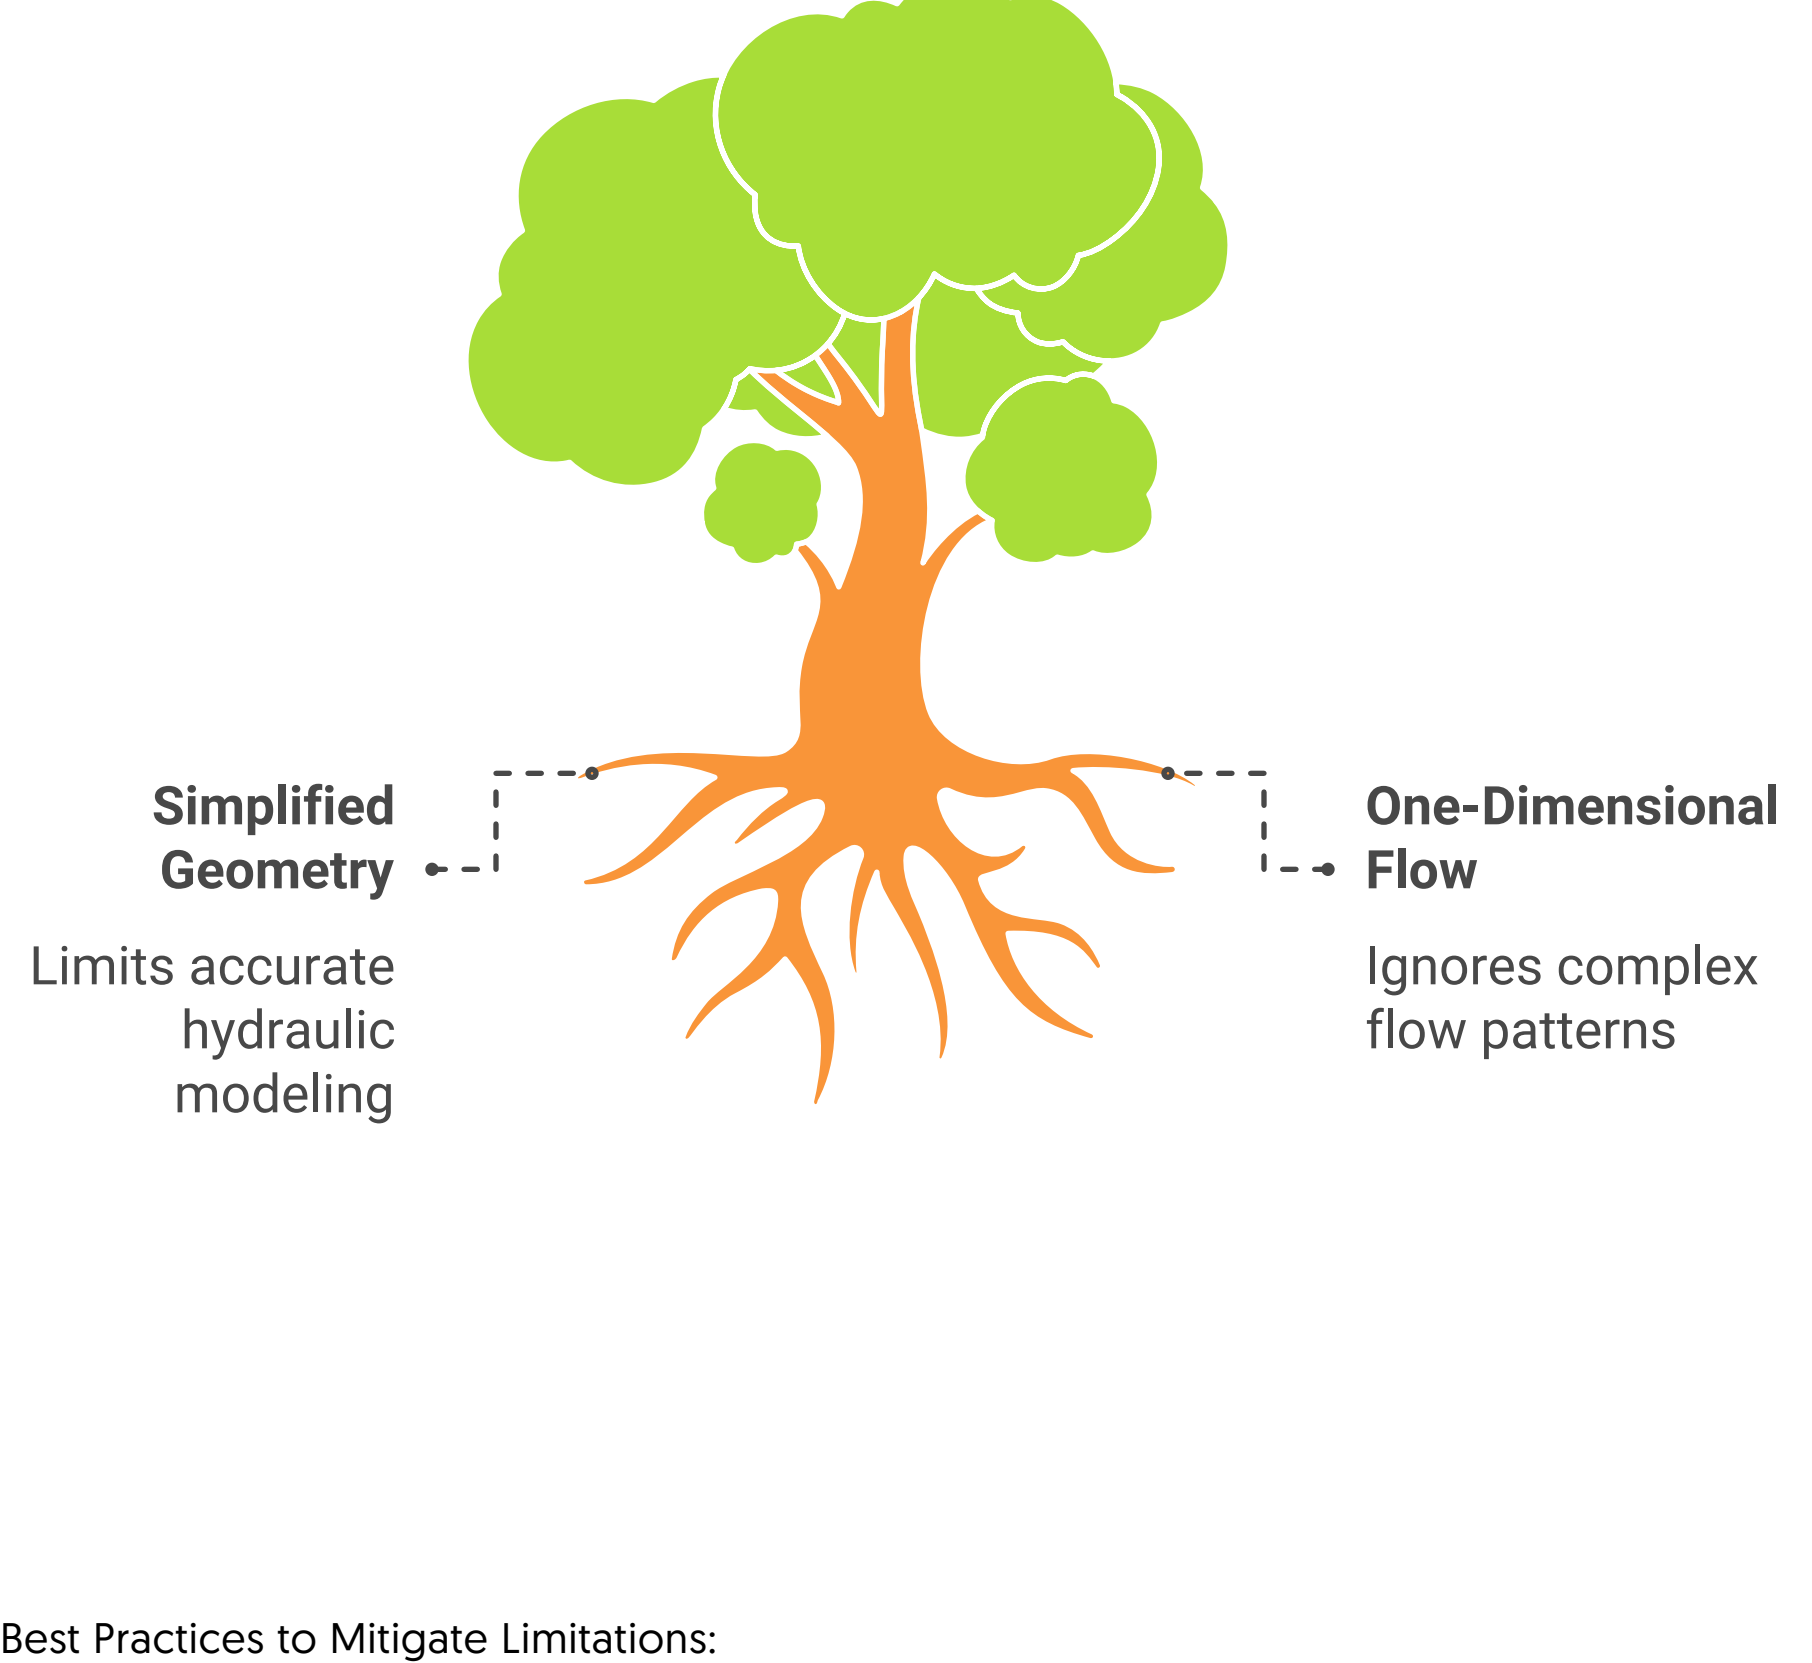 Simplified
Geometry
Limits accurate
hydraulic
modeling
One-Dimensional
Flow
Ignores complex
flow patterns
Best Practices to Mitigate Limitations: